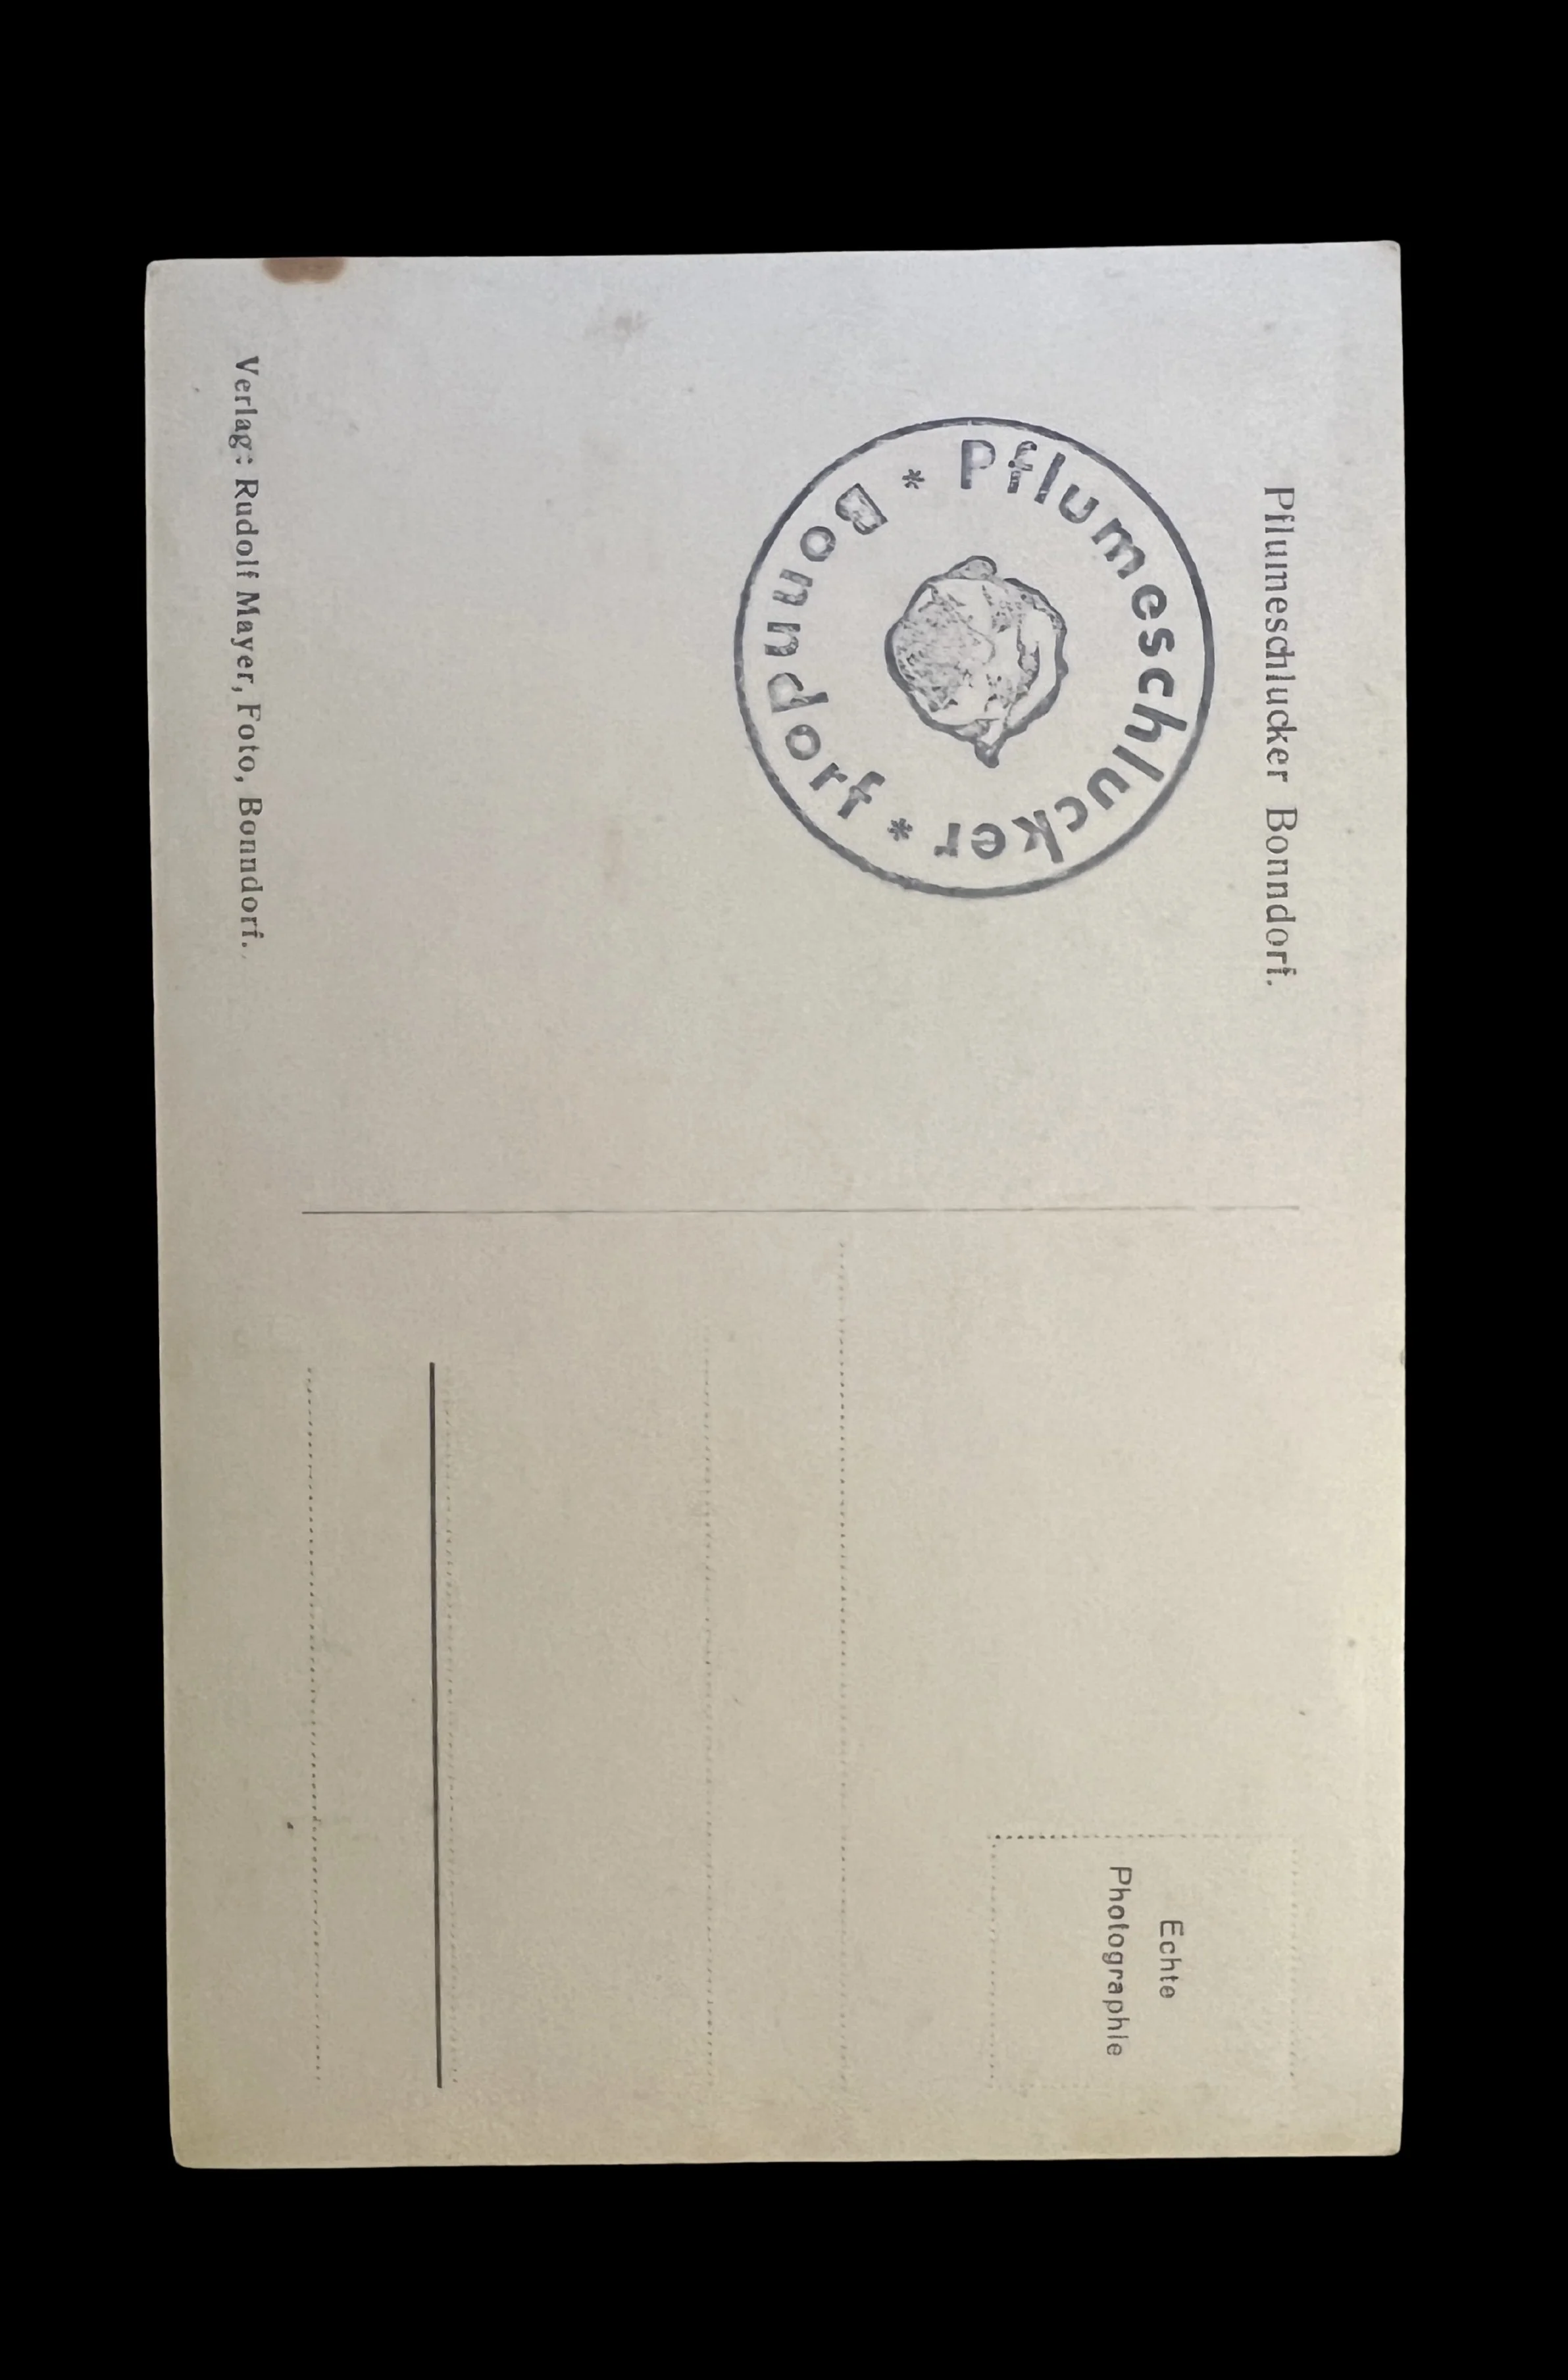 Pflumeschlucker Bonndorf.
* Pflumeschlucker *
Bonndorf
Verlag: Rudolf Mayer, Foto, Bonndorf.
Echte
Photographie